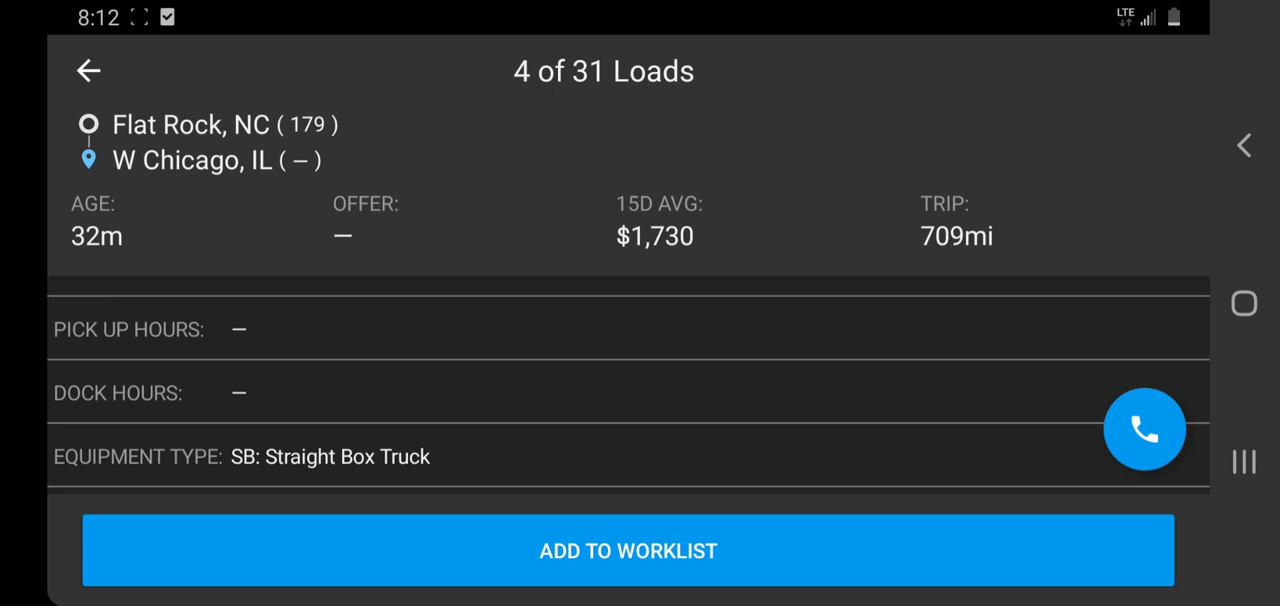 8:12
LTE
4 of 31 Loads
Flat Rock, NC ( 179 )
W Chicago, IL ( – )
AGE: OFFER: 15D AVG: TRIP:
32m – $1,730 709mi
PICK UP HOURS: –
DOCK HOURS: –
EQUIPMENT TYPE: SB: Straight Box Truck
ADD TO WORKLIST